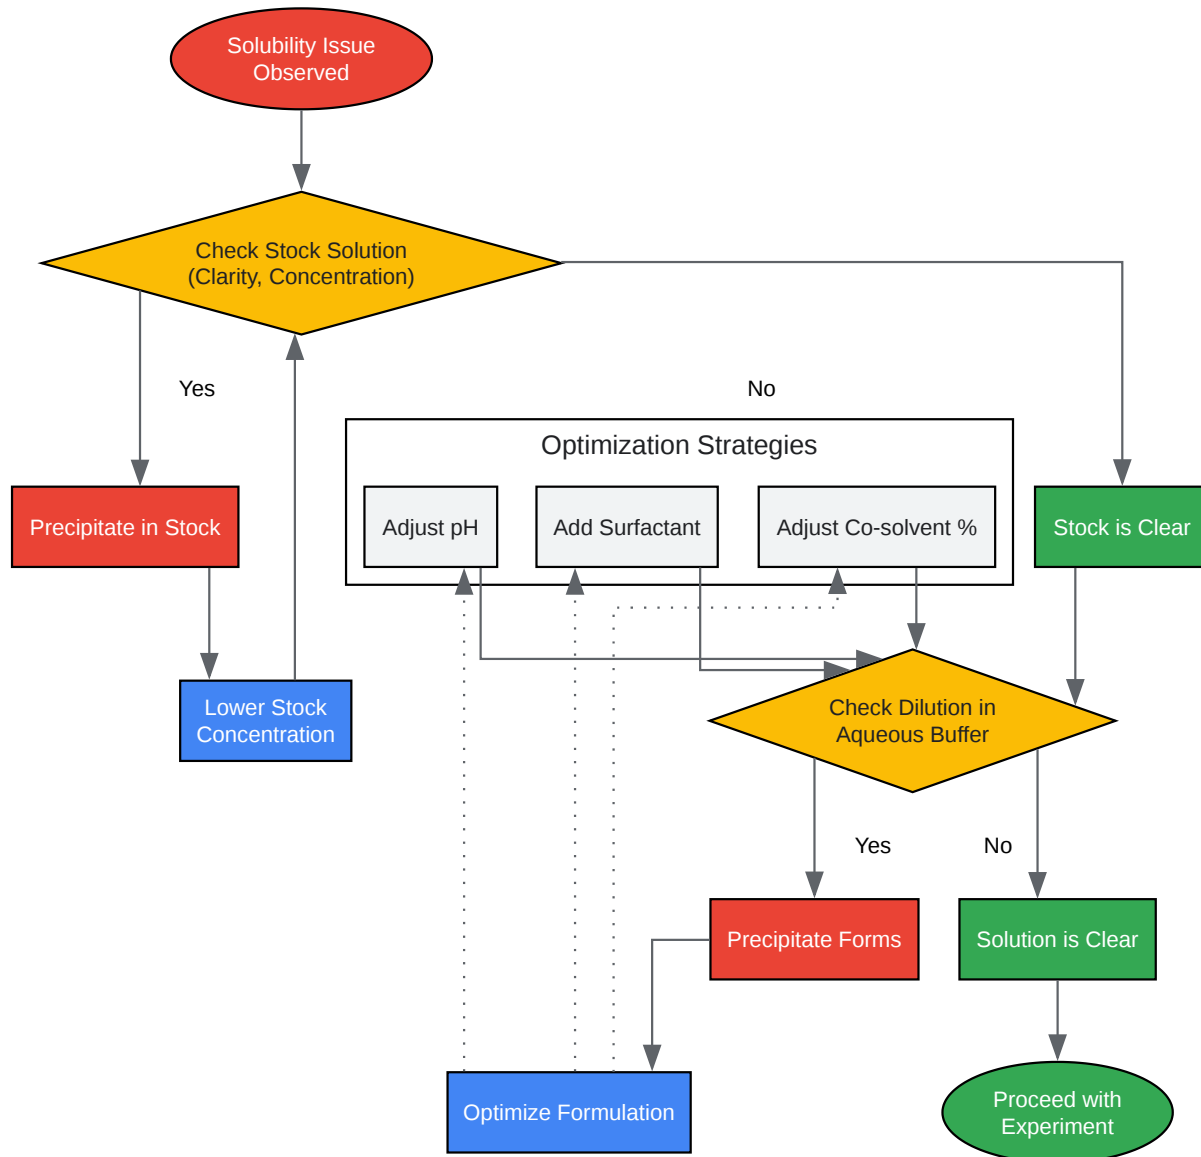 Solubility Issue
Observed
Check Stock Solution
(Clarity, Concentration)
Yes
No
Optimization Strategies
Precipitate in Stock
Adjust pH
Add Surfactant
Adjust Co-solvent %
Stock is Clear
Lower Stock
Concentration
Check Dilution in
Aqueous Buffer
Yes
No
Precipitate Forms
Solution is Clear
Optimize Formulation
Proceed with
Experiment